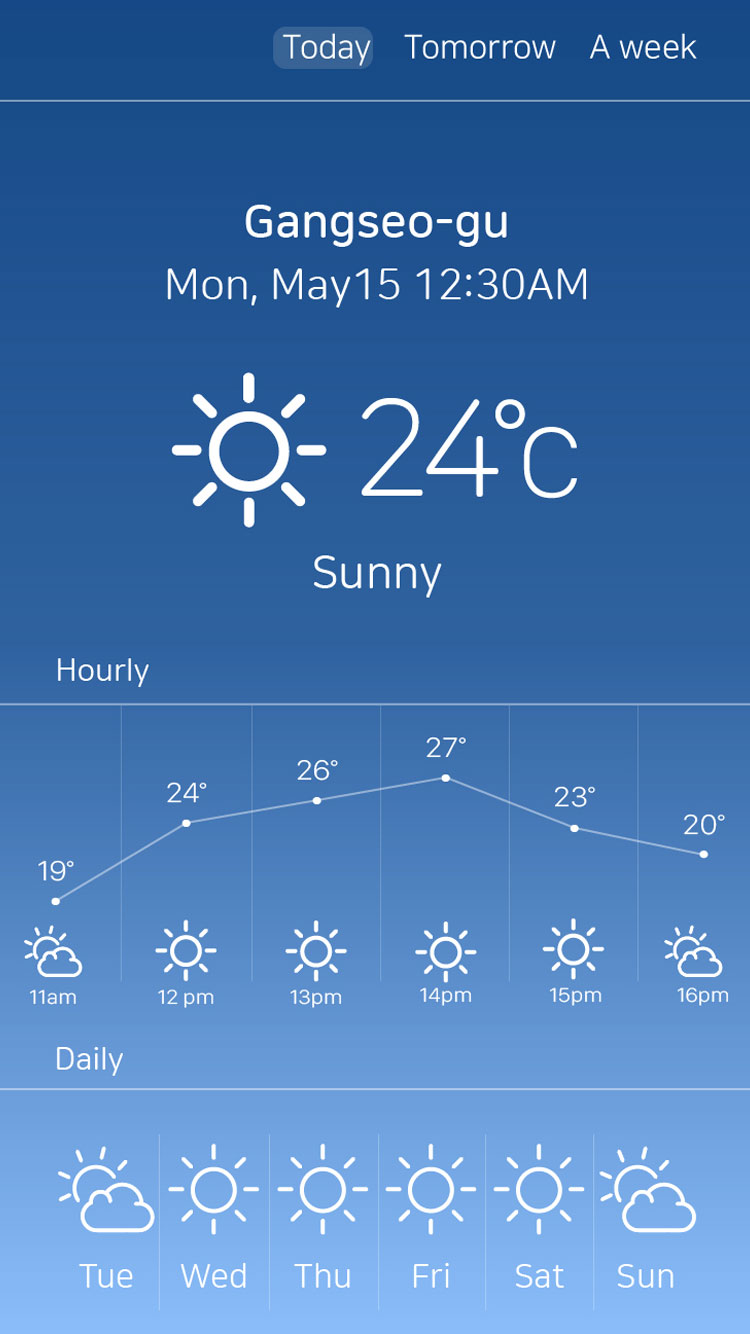 Today Tomorrow A week
Gangseo-gu
Mon, May15 12:30AM
24°c
Sunny
Hourly
19° 24° 26° 27° 23° 20°
11am 12 pm 13pm 14pm 15pm 16pm
Daily
Tue Wed Thu Fri Sat Sun